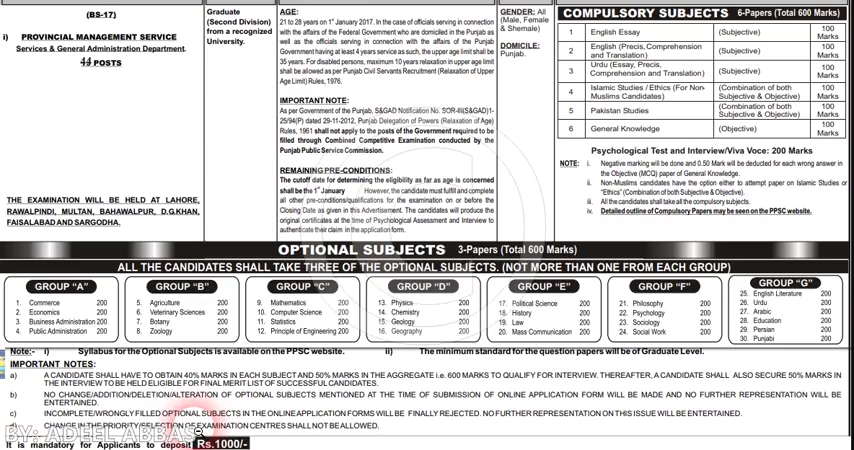 (BS-17)
i) PROVINCIAL MANAGEMENT SERVICE
Services & General Administration Department.
44 POSTS
THE EXAMINATION WILL BE HELD AT LAHORE,
RAWALPINDI, MULTAN, BAHAWALPUR, D.G.KHAN,
FAISALABAD AND SARGODHA.
Graduate
(Second Division)
from a recognized
University.
AGE:
21 to 28 years on 1st January 2017. In the case of officials serving in connection
with the affairs of the Federal Government who are domiciled in the Punjab as
well as the officials serving in connection with the affairs of the Punjab
Government having at least 4 years service as such, the upper age limit shall be
35 years. For disabled persons, maximum 10 years relaxation in upper age limit
shall be allowed as per Punjab Civil Servants Recruitment (Relaxation of Upper
Age Limit) Rules, 1976.
IMPORTANT NOTE:
As per Government of the Punjab, S&GAD Notification No. SOR-III(S&GAD)1-
25/94(P) dated 29-11-2012, Punjab Delegation of Powers (Relaxation of Age)
Rules, 1961 shall not apply to the posts of the Government required to be
filled through Combined Competitive Examination conducted by the
Punjab Public Service Commission.
REMAINING PRE-CONDITIONS:
The cutoff date for determining the eligibility as far as age is concerned
shall be the 1st January However, the candidate must fulfill and complete
all other pre-conditions/qualifications for the examination on or before the
Closing Date as given in this Advertisement. The candidates will produce the
original certificates at the time of Psychological Assessment and Interview to
authenticate their claim in the application form.
GENDER: All
(Male, Female
& Shemale)
DOMICILE:
Punjab.
COMPULSORY SUBJECTS 6-Papers (Total 600 Marks)
1 English Essay (Subjective) 100 Marks
2 English (Precis, Comprehension and Translation) (Subjective) 100 Marks
3 Urdu (Essay, Precis, Comprehension and Translation) (Subjective) 100 Marks
4 Islamic Studies / Ethics (For Non-Muslims Candidates) (Combination of both Subjective & Objective) 100 Marks
5 Pakistan Studies (Combination of both Subjective & Objective) 100 Marks
6 General Knowledge (Objective) 100 Marks
Psychological Test and Interview/Viva Voce: 200 Marks
NOTE: i. Negative marking will be done and 0.50 Mark will be deducted for each wrong answer in
the Objective (MCQ) paper of General Knowledge.
ii. Non-Muslims candidates have the option either to attempt paper on Islamic Studies or
"Ethics" (Combination of both Subjective & Objective).
iii. All the candidates shall take all the compulsory subjects.
iv. Detailed outline of Compulsory Papers may be seen on the PPSC website.
OPTIONAL SUBJECTS 3-Papers (Total 600 Marks)
ALL THE CANDIDATES SHALL TAKE THREE OF THE OPTIONAL SUBJECTS. (NOT MORE THAN ONE FROM EACH GROUP)
GROUP "A"
1. Commerce 200
2. Economics 200
3. Business Administration 200
4. Public Administration 200
GROUP "B"
5. Agriculture 200
6. Veterinary Sciences 200
7. Botany 200
8. Zoology 200
GROUP "C"
9. Mathematics 200
10. Computer Science 200
11. Statistics 200
12. Principle of Engineering 200
GROUP "D"
13. Physics 200
14. Chemistry 200
15. Geology 200
16. Geography 200
GROUP "E"
17. Political Science 200
18. History 200
19. Law 200
20. Mass Communication 200
GROUP "F"
21. Philosophy 200
22. Psychology 200
23. Sociology 200
24. Social Work 200
GROUP "G"
25. English Literature 200
26. Urdu 200
27. Arabic 200
28. Education 200
29. Persian 200
30. Punjabi 200
Note:- i) Syllabus for the Optional Subjects is available on the PPSC website. ii) The minimum standard for the question papers will be of Graduate Level.
IMPORTANT NOTES:
a) A CANDIDATE SHALL HAVE TO OBTAIN 40% MARKS IN EACH SUBJECT AND 50% MARKS IN THE AGGREGATE i.e. 600 MARKS TO QUALIFY FOR INTERVIEW. THEREAFTER, A CANDIDATE SHALL ALSO SECURE 50% MARKS IN
THE INTERVIEW TO BE HELD ELIGIBLE FOR FINAL MERIT LIST OF SUCCESSFUL CANDIDATES.
b) NO CHANGE/ADDITION/DELETION/ALTERATION OF OPTIONAL SUBJECTS MENTIONED AT THE TIME OF SUBMISSION OF ONLINE APPLICATION FORM WILL BE MADE AND NO FURTHER REPRESENTATION WILL BE
ENTERTAINED.
c) INCOMPLETE/WRONGLY FILLED OPTIONAL SUBJECTS IN THE ONLINE APPLICATION FORMS WILL BE FINALLY REJECTED. NO FURTHER REPRESENTATION ON THIS ISSUE WILL BE ENTERTAINED.
d) CHANGE IN THE PRIORITY/SELECTION OF EXAMINATION CENTRES SHALL NOT BE ALLOWED.
BY: ADEEL ABBAS
It is mandatory for Applicants to deposit Rs.1000/-